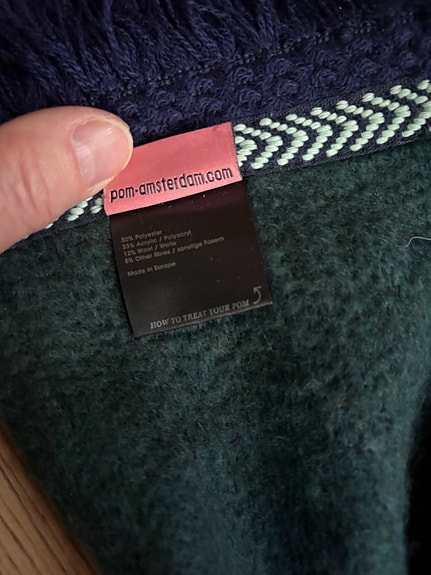 pom-amsterdam.com
50% Polyester
33% Acrylic / Polyacryl
12% Wool / Wolle
5% Other fibres / sonstige Fasern
Made in Europe
HOW TO TREAT YOUR POM